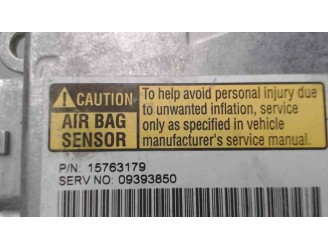 CAUTION
AIR BAG
SENSOR
To help avoid personal injury due
to unwanted inflation, service
only as specified in vehicle
manufacturer's service manual.
P/N: 15763179
SERV NO: 09393850